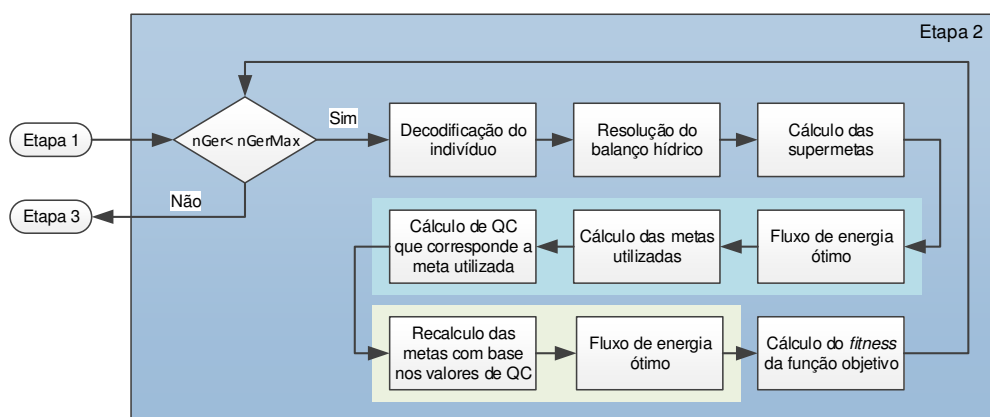 Etapa 2
Etapa 1
nGer< nGerMax
Sim
Decodificação do
indivíduo
Resolução do
balanço hídrico
Cálculo das
supermetas
Etapa 3
Não
Fluxo de energia
ótimo
Cálculo das metas
utilizadas
Cálculo de QC
que corresponde a
meta utilizada
Recalculo das
metas com base
nos valores de QC
Fluxo de energia
ótimo
Cálculo do fitness
da função objetivo